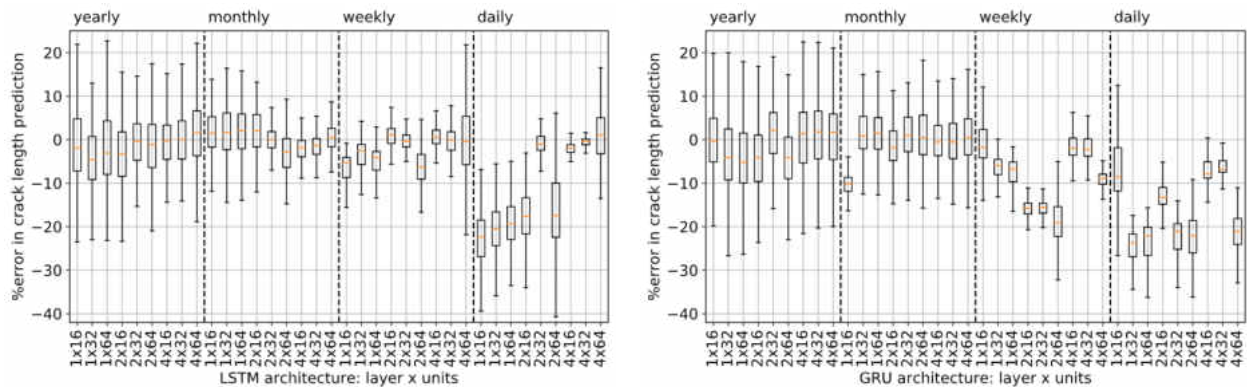 yearly monthly weekly daily
20
10
0
−10
−20
−30
−40
%error in crack length prediction
1x16 1x32 1x64 2x16 2x32 2x64 4x16 4x32 4x64 1x16 1x32 1x64 2x16 2x32 2x64 4x16 4x32 4x64 1x16 1x32 1x64 2x16 2x32 2x64 4x16 4x32 4x64 1x16 1x32 1x64 2x16 2x32 2x64 4x16 4x32 4x64
LSTM architecture: layer x units
yearly monthly weekly daily
20
10
0
−10
−20
−30
−40
%error in crack length prediction
1x16 1x32 1x64 2x16 2x32 2x64 4x16 4x32 4x64 1x16 1x32 1x64 2x16 2x32 2x64 4x16 4x32 4x64 1x16 1x32 1x64 2x16 2x32 2x64 4x16 4x32 4x64 1x16 1x32 1x64 2x16 2x32 2x64 4x16 4x32 4x64
GRU architecture: layer x units